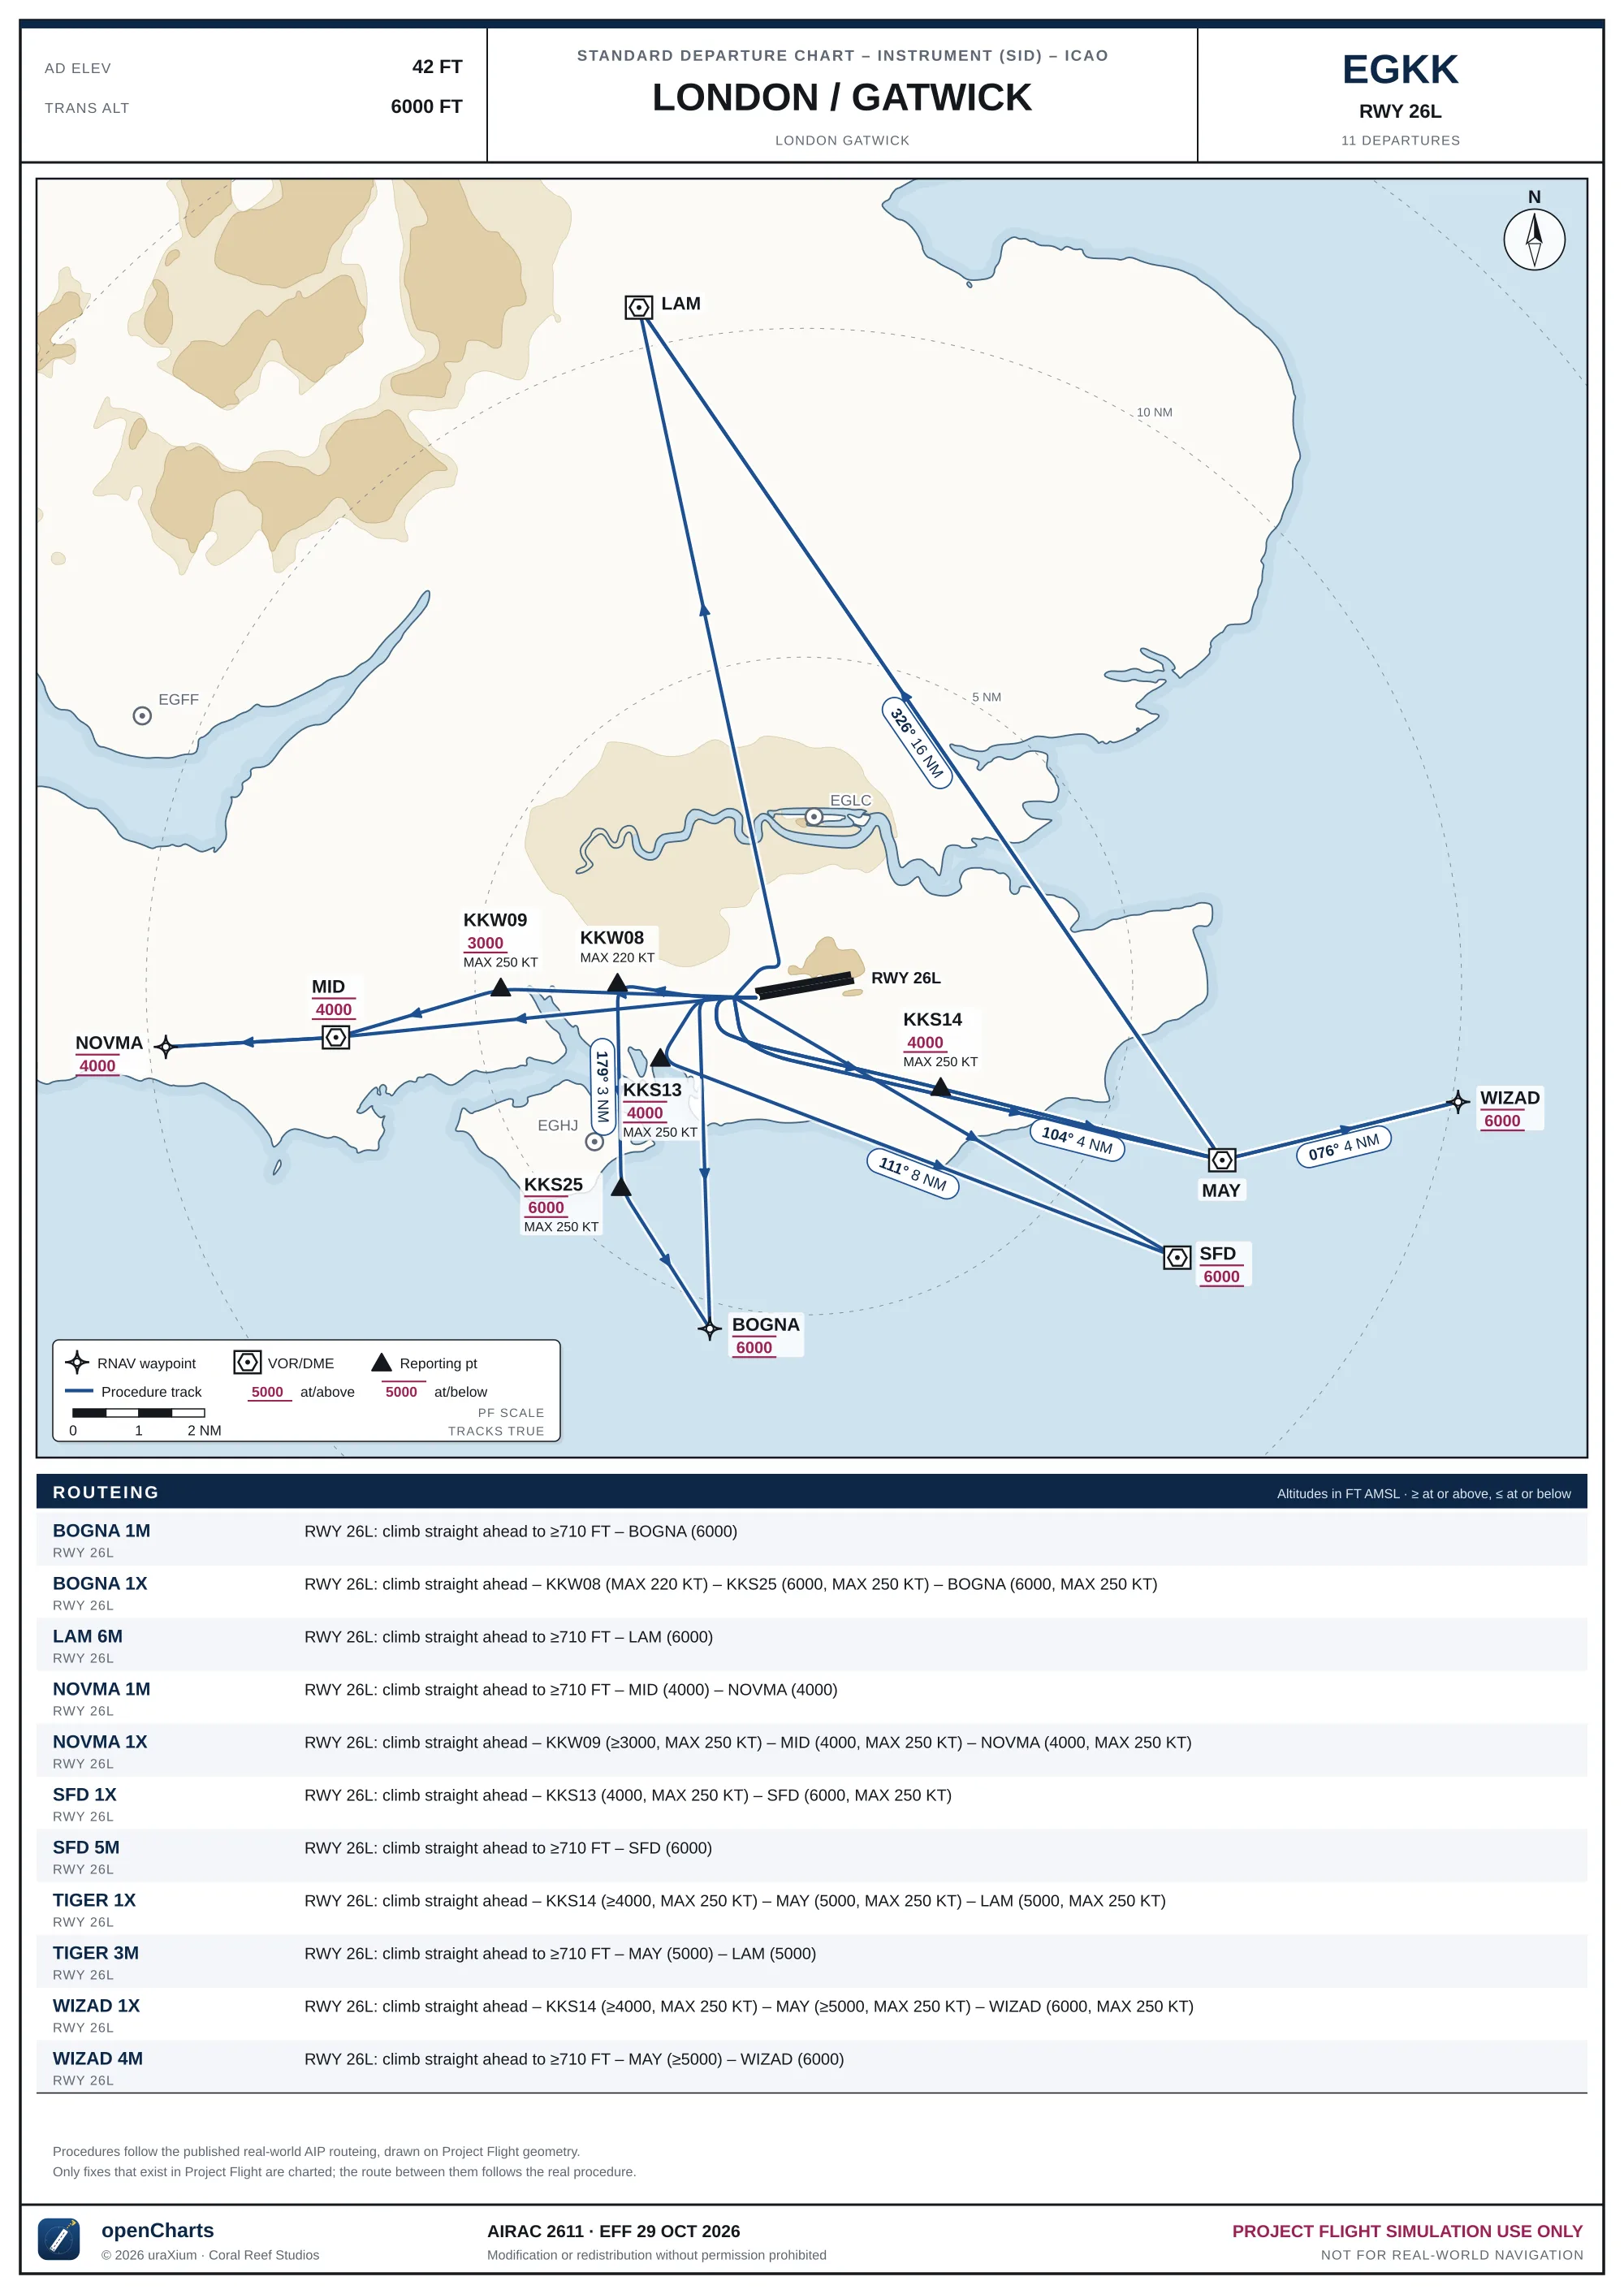 AD ELEV 42 FT
TRANS ALT 6000 FT
STANDARD DEPARTURE CHART – INSTRUMENT (SID) – ICAO
LONDON / GATWICK
LONDON GATWICK
EGKK
RWY 26L
11 DEPARTURES
N
LAM
10 NM
EGFF
5 NM
326° 16 NM
EGLC
KKW09
3000
MAX 250 KT
KKW08
MAX 220 KT
RWY 26L
MID
4000
NOVMA
4000
KKS14
4000
MAX 250 KT
179° 3 NM
KKS13
4000
MAX 250 KT
EGHJ
WIZAD
6000
104° 4 NM
076° 4 NM
111° 8 NM
MAY
KKS25
6000
MAX 250 KT
SFD
6000
BOGNA
6000
RNAV waypoint VOR/DME Reporting pt
Procedure track 5000 at/above 5000 at/below
PF SCALE
0 1 2 NM TRACKS TRUE
ROUTEING Altitudes in FT AMSL · ≥ at or above, ≤ at or below
BOGNA 1M RWY 26L: climb straight ahead to ≥710 FT – BOGNA (6000)
RWY 26L
BOGNA 1X RWY 26L: climb straight ahead – KKW08 (MAX 220 KT) – KKS25 (6000, MAX 250 KT) – BOGNA (6000, MAX 250 KT)
RWY 26L
LAM 6M RWY 26L: climb straight ahead to ≥710 FT – LAM (6000)
RWY 26L
NOVMA 1M RWY 26L: climb straight ahead to ≥710 FT – MID (4000) – NOVMA (4000)
RWY 26L
NOVMA 1X RWY 26L: climb straight ahead – KKW09 (≥3000, MAX 250 KT) – MID (4000, MAX 250 KT) – NOVMA (4000, MAX 250 KT)
RWY 26L
SFD 1X RWY 26L: climb straight ahead – KKS13 (4000, MAX 250 KT) – SFD (6000, MAX 250 KT)
RWY 26L
SFD 5M RWY 26L: climb straight ahead to ≥710 FT – SFD (6000)
RWY 26L
TIGER 1X RWY 26L: climb straight ahead – KKS14 (≥4000, MAX 250 KT) – MAY (5000, MAX 250 KT) – LAM (5000, MAX 250 KT)
RWY 26L
TIGER 3M RWY 26L: climb straight ahead to ≥710 FT – MAY (5000) – LAM (5000)
RWY 26L
WIZAD 1X RWY 26L: climb straight ahead – KKS14 (≥4000, MAX 250 KT) – MAY (≥5000, MAX 250 KT) – WIZAD (6000, MAX 250 KT)
RWY 26L
WIZAD 4M RWY 26L: climb straight ahead to ≥710 FT – MAY (≥5000) – WIZAD (6000)
RWY 26L
Procedures follow the published real-world AIP routeing, drawn on Project Flight geometry.
Only fixes that exist in Project Flight are charted; the route between them follows the real procedure.
openCharts
© 2026 uraXium · Coral Reef Studios
AIRAC 2611 · EFF 29 OCT 2026
Modification or redistribution without permission prohibited
PROJECT FLIGHT SIMULATION USE ONLY
NOT FOR REAL-WORLD NAVIGATION